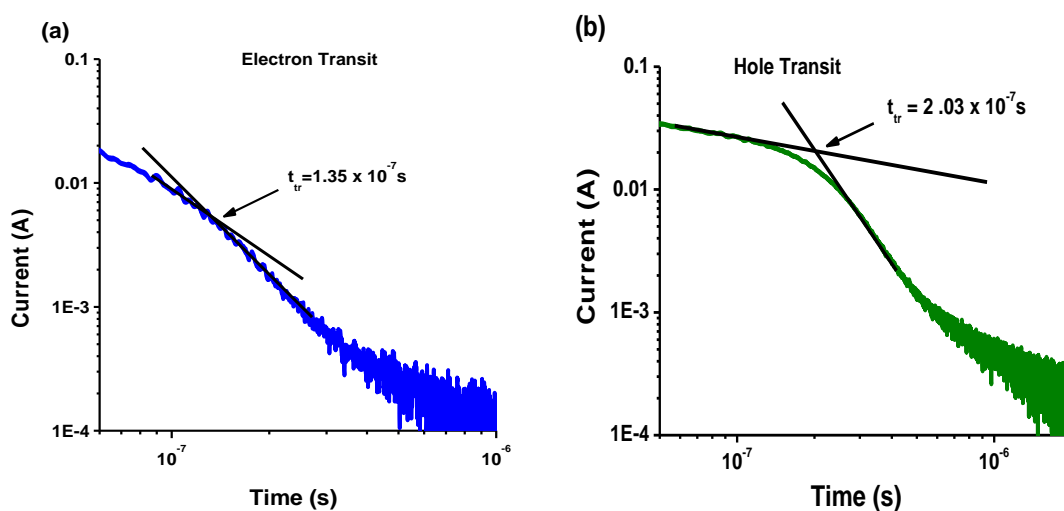 (a)
Electron Transit
0.1
0.01
1E-3
1E-4
Current (A)
t_tr=1.35 x 10^-7 s
10^-7
10^-6
Time (s)
(b)
Hole Transit
0.1
0.01
1E-3
1E-4
Current (A)
t_tr = 2 .03 x 10^-7 s
10^-7
10^-6
Time (s)